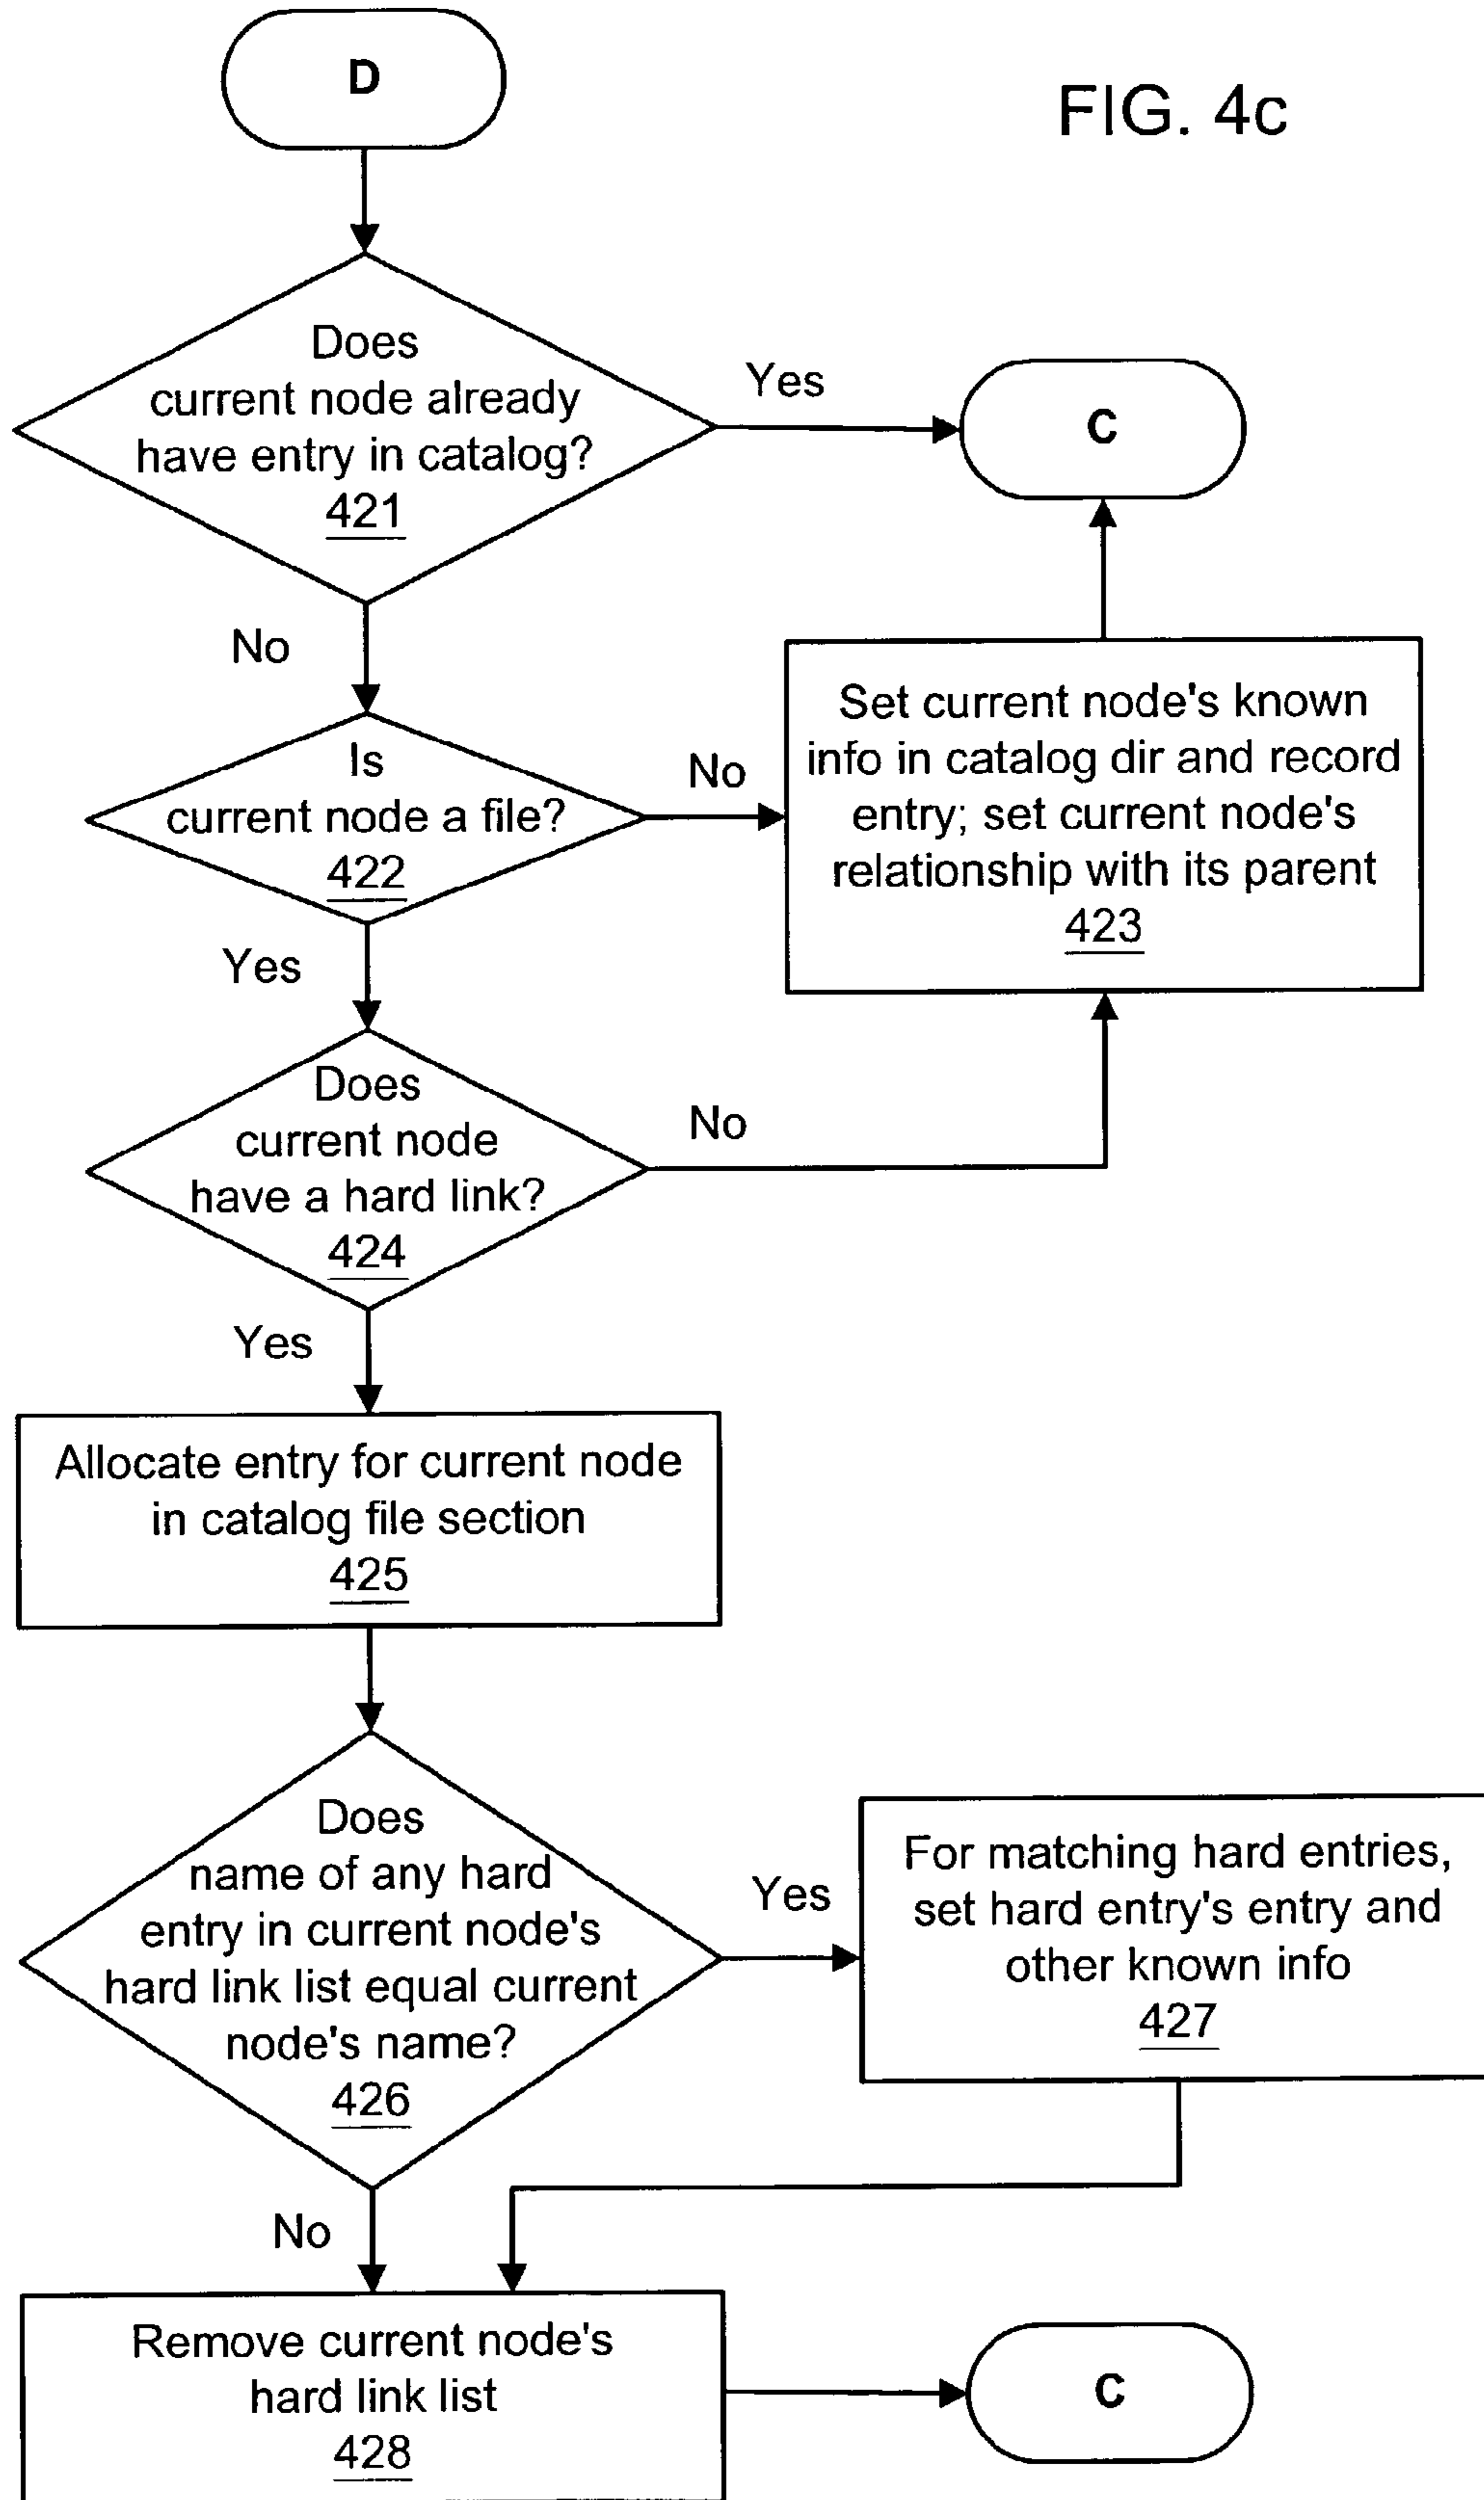 D
FIG. 4c
Does
current node already
have entry in catalog?
421
Yes
C
No
Is
current node a file?
422
No
Set current node's known
info in catalog dir and record
entry; set current node's
relationship with its parent
423
Yes
Does
current node
have a hard link?
424
No
Yes
Allocate entry for current node
in catalog file section
425
Does
name of any hard
entry in current node's
hard link list equal current
node's name?
426
Yes
For matching hard entries,
set hard entry's entry and
other known info
427
No
Remove current node's
hard link list
428
C